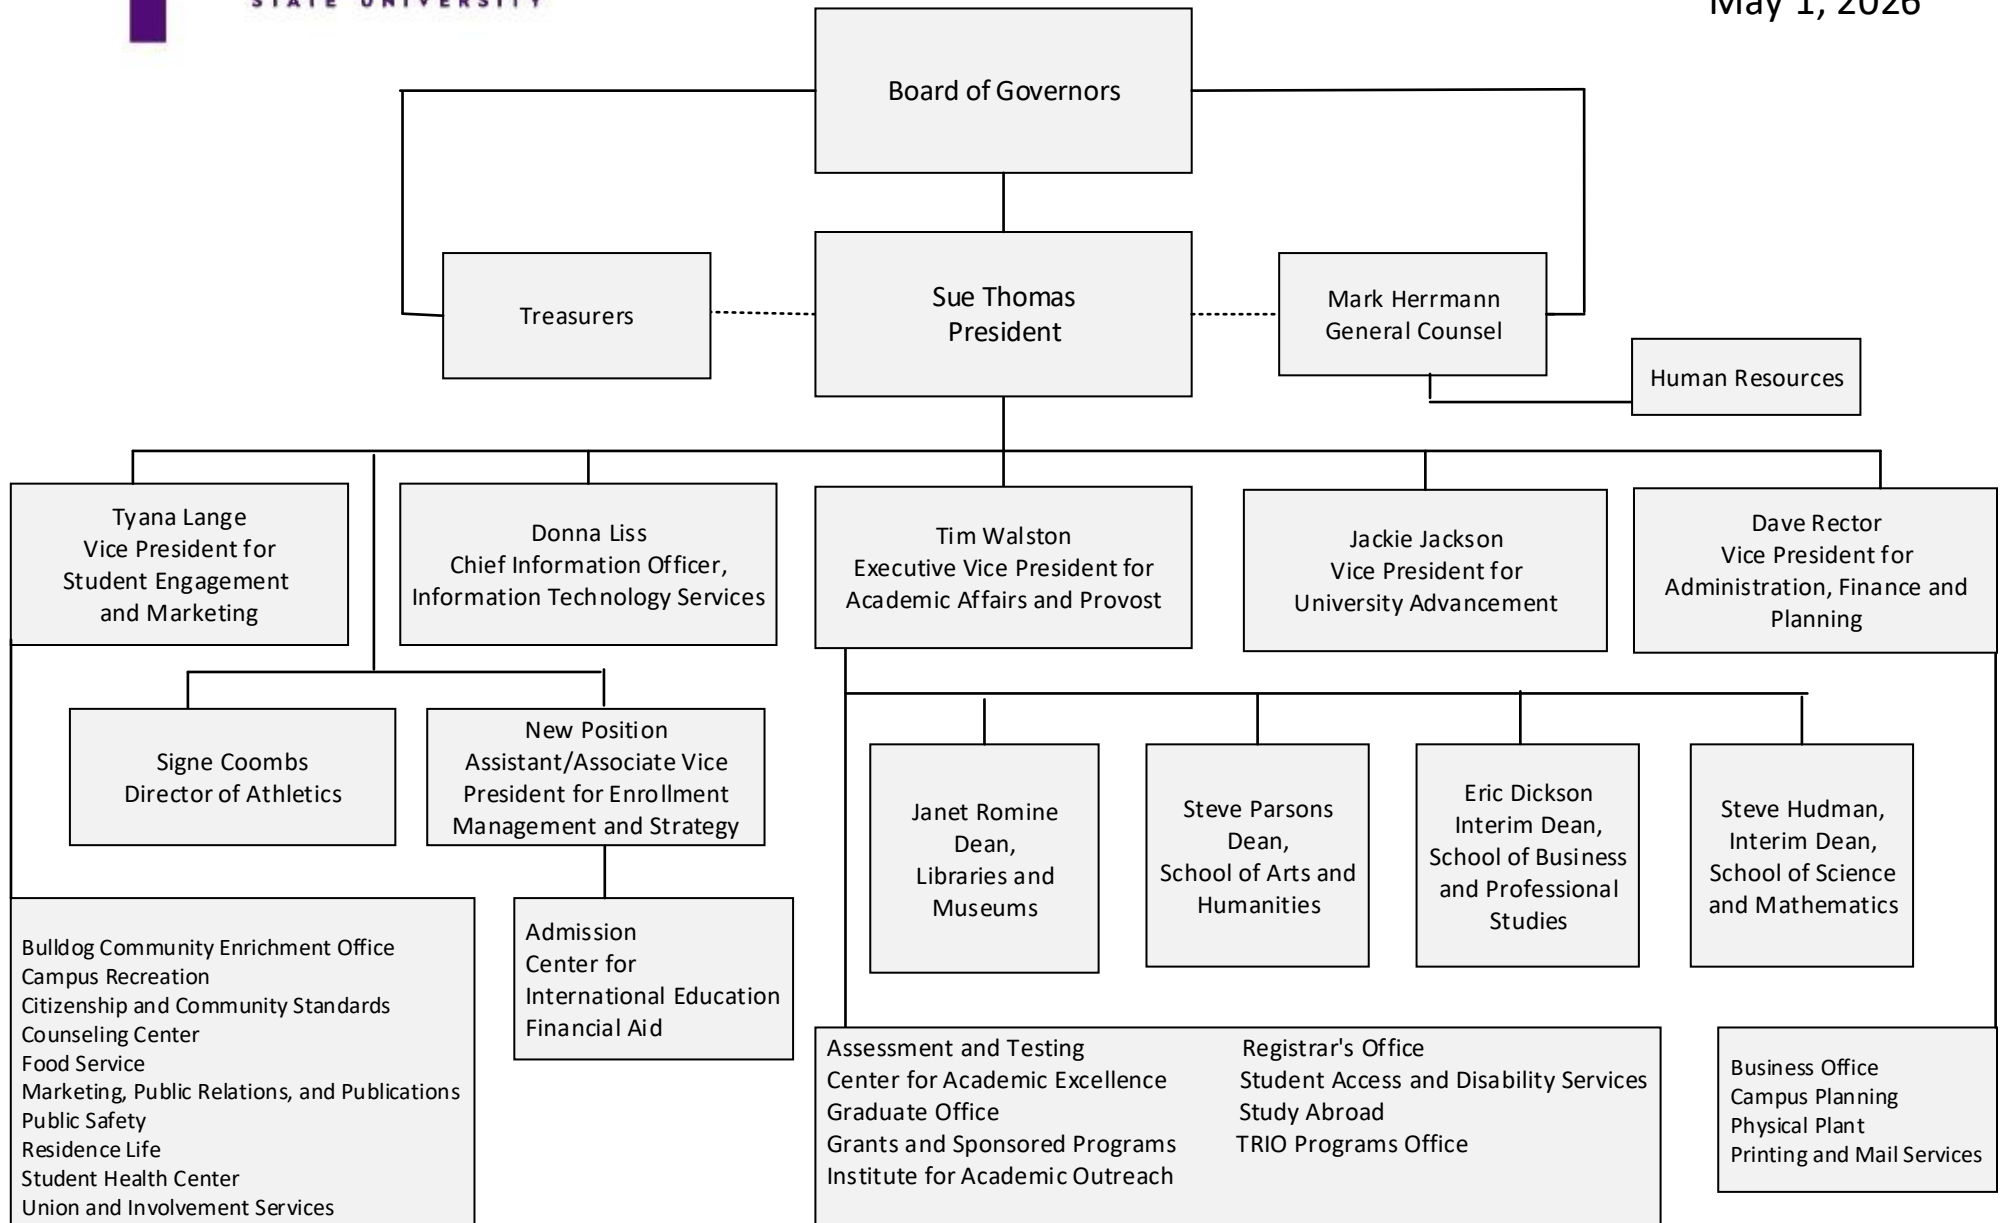 STATE UNIVERSITY
May 1, 2026
Board of Governors
Treasurers
Sue Thomas
President
Mark Herrmann
General Counsel
Human Resources
Tyana Lange
Vice President for
Student Engagement
and Marketing
Donna Liss
Chief Information Officer,
Information Technology Services
Tim Walston
Executive Vice President for
Academic Affairs and Provost
Jackie Jackson
Vice President for
University Advancement
Dave Rector
Vice President for
Administration, Finance and
Planning
Signe Coombs
Director of Athletics
New Position
Assistant/Associate Vice
President for Enrollment
Management and Strategy
Janet Romine
Dean,
Libraries and
Museums
Steve Parsons
Dean,
School of Arts and
Humanities
Eric Dickson
Interim Dean,
School of Business
and Professional
Studies
Steve Hudman,
Interim Dean,
School of Science
and Mathematics
Bulldog Community Enrichment Office
Campus Recreation
Citizenship and Community Standards
Counseling Center
Food Service
Marketing, Public Relations, and Publications
Public Safety
Residence Life
Student Health Center
Union and Involvement Services
Admission
Center for
International Education
Financial Aid
Assessment and Testing
Center for Academic Excellence
Graduate Office
Grants and Sponsored Programs
Institute for Academic Outreach
Registrar's Office
Student Access and Disability Services
Study Abroad
TRIO Programs Office
Business Office
Campus Planning
Physical Plant
Printing and Mail Services